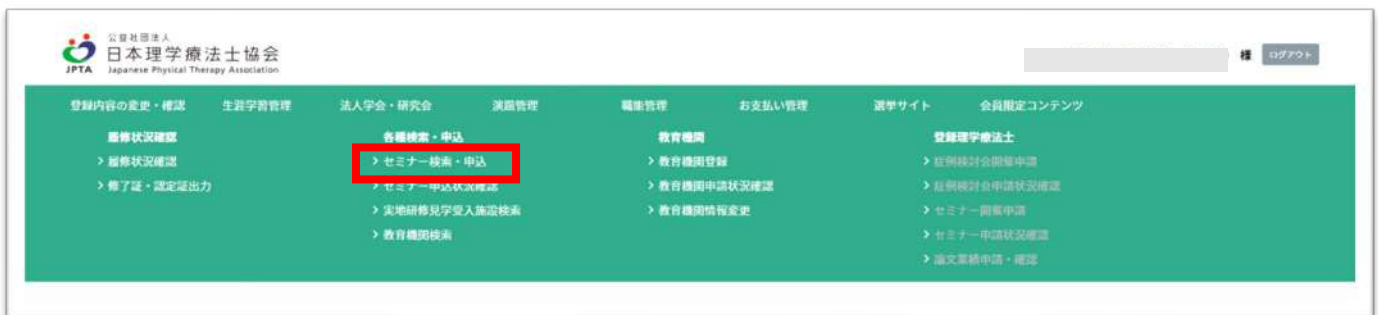 公益社団法人
日本理学療法士協会
JPTA Japanese Physical Therapy Association
様 ログアウト
登録内容の変更・確認 生涯学習管理 法人学会・研究会 演題管理 職能管理 お支払い管理 選挙サイト 会員限定コンテンツ
履修状況確認 各種検索・申込 教育機関 登録理学療法士
> 履修状況確認 > セミナー検索・申込 > 教育機関登録 > 症例検討会開催申請
> 修了証・認定証出力 > セミナー申込状況確認 > 教育機関申請状況確認 > 症例検討会申請状況確認
> 実地研修見学受入施設検索 > 教育機関情報変更 > セミナー開催申請
> 教育機関検索 > セミナー申請状況確認
> 論文業績申請・確認